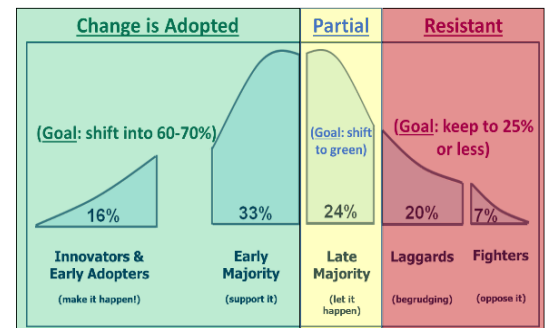 Change is Adopted
Partial
Resistant
(Goal: shift into 60-70%)
(Goal: shift
to green)
(Goal: keep to 25%
or less)
16%
33%
24%
20%
7%
Innovators &
Early Adopters
(make it happen!)
Early
Majority
(support it)
Late
Majority
(let it
happen)
Laggards
(begrudging)
Fighters
(oppose it)